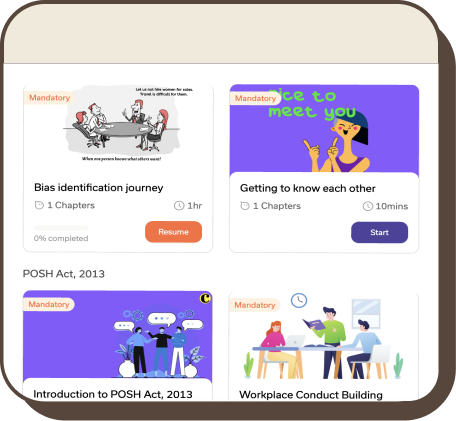 Let us not hire women for sales.
Travel is difficult for them.
Mandatory
When one person knows what others want!
Bias identification journey
1 Chapters
1hr
0% completed
Resume
Mandatory
nice to
meet you
Getting to know each other
1 Chapters
10mins
Start
POSH Act, 2013
Mandatory
Introduction to POSH Act, 2013
Mandatory
Workplace Conduct Building